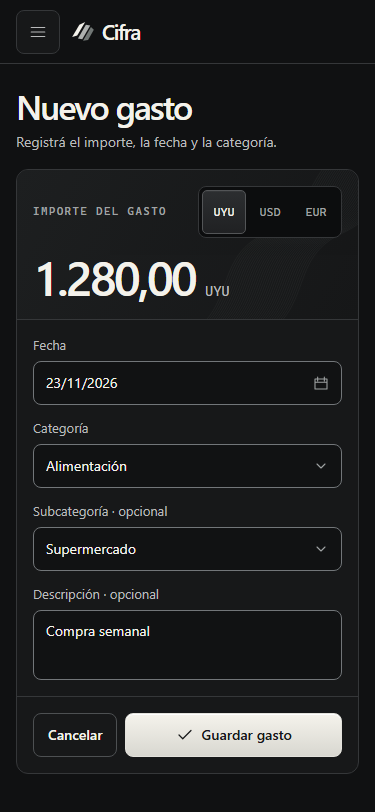 Cifra
Nuevo gasto
Registrá el importe, la fecha y la categoría.
IMPORTE DEL GASTO
UYU USD EUR
1.280,00 UYU
Fecha
23/11/2026
Categoría
Alimentación
Subcategoría · opcional
Supermercado
Descripción · opcional
Compra semanal
Cancelar
Guardar gasto